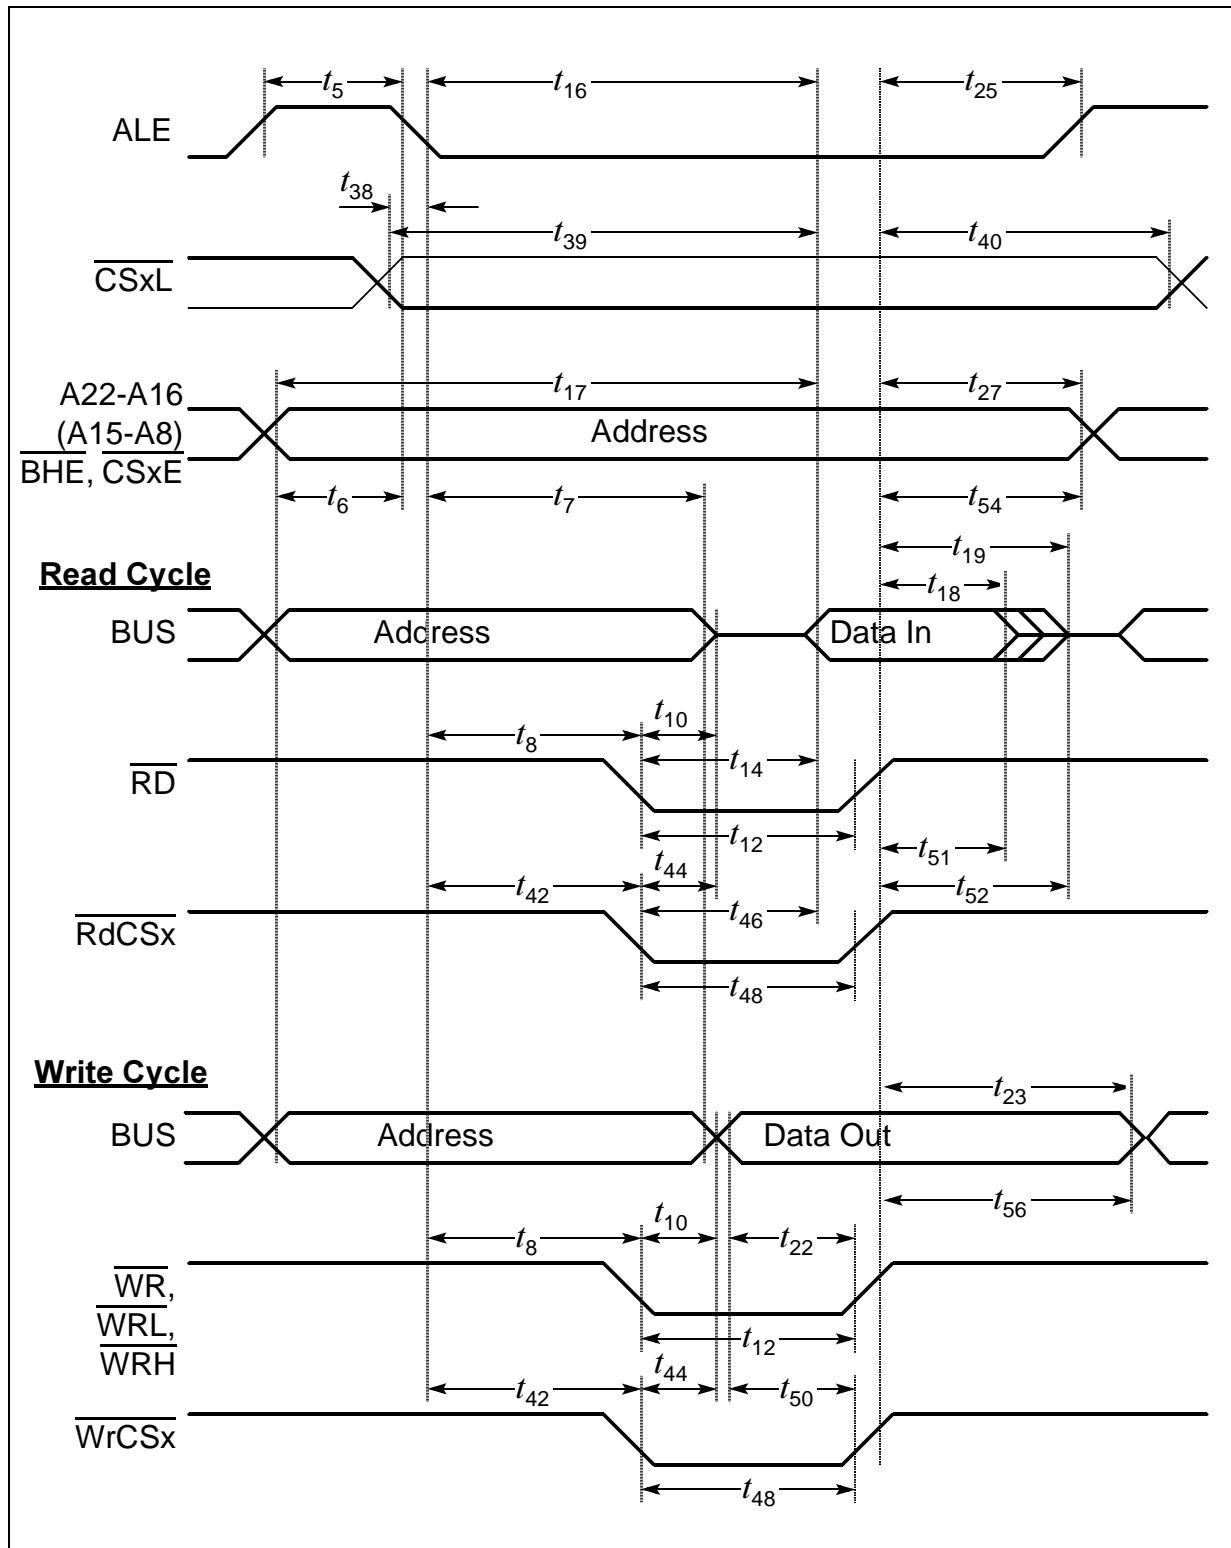 t5 t16 t25
ALE
t38
t39 t40
CSxL
A22-A16 t17 t27
(A15-A8) Address
BHE, CSxE
t6 t7 t54
t19
Read Cycle
t18
BUS Address Data In
t10
t8
t14
RD
t12
t51
t44
t42 t52
t46
RdCSx
t48
Write Cycle
t23
BUS Address Data Out
t56
t10
t8 t22
WR,
WRL,
t12
WRH
t44
t42 t50
WrCSx
t48